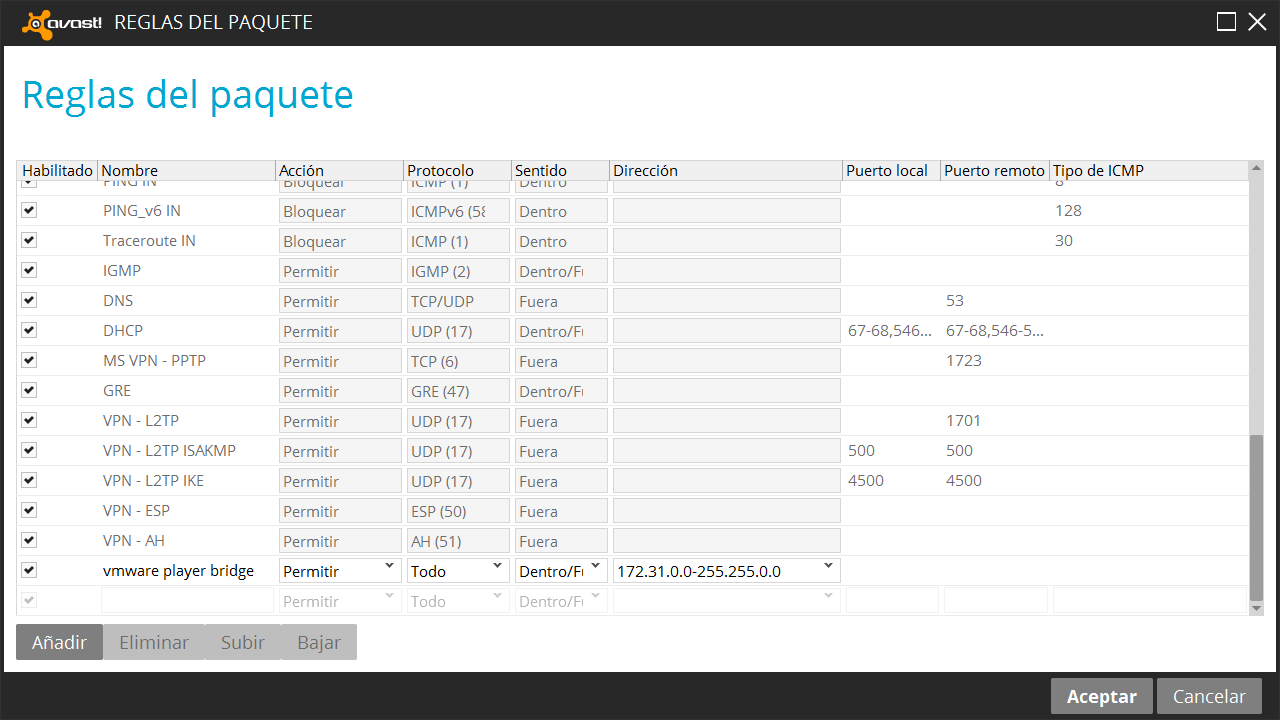 avast! REGLAS DEL PAQUETE
Reglas del paquete
Habilitado Nombre Acción Protocolo Sentido Dirección Puerto local Puerto remoto Tipo de ICMP
PING IN Bloquear ICMP (1) Dentro 8
PING_v6 IN Bloquear ICMPv6 (58 Dentro 128
Traceroute IN Bloquear ICMP (1) Dentro 30
IGMP Permitir IGMP (2) Dentro/Fu
DNS Permitir TCP/UDP Fuera 53
DHCP Permitir UDP (17) Dentro/Fu 67-68,546... 67-68,546-5...
MS VPN - PPTP Permitir TCP (6) Fuera 1723
GRE Permitir GRE (47) Dentro/Fu
VPN - L2TP Permitir UDP (17) Fuera 1701
VPN - L2TP ISAKMP Permitir UDP (17) Fuera 500 500
VPN - L2TP IKE Permitir UDP (17) Fuera 4500 4500
VPN - ESP Permitir ESP (50) Fuera
VPN - AH Permitir AH (51) Fuera
vmware player bridge Permitir Todo Dentro/Fu 172.31.0.0-255.255.0.0
Permitir Todo Dentro/Fu
Añadir Eliminar Subir Bajar
Aceptar Cancelar